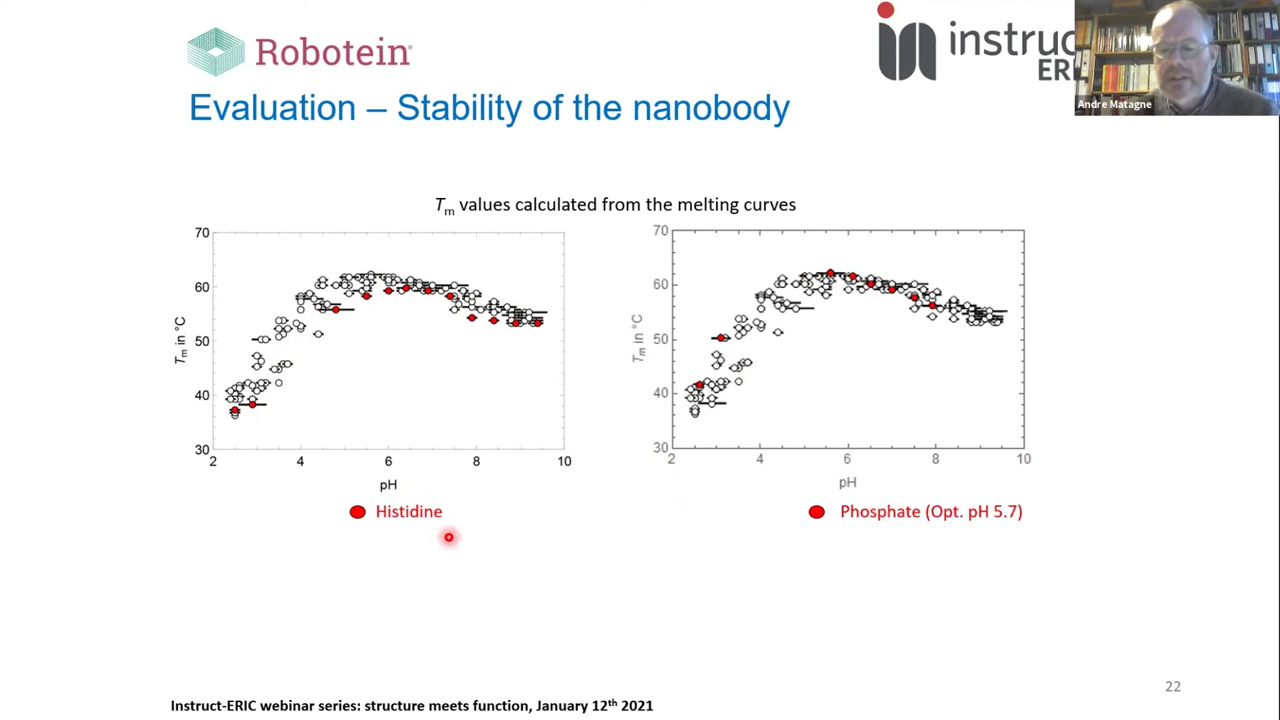 Robotein®
instruc
ERI
Andre Matagne
Evaluation – Stability of the nanobody
Tm values calculated from the melting curves
70
60
50
40
30
Tm in °C
2 4 6 8 10
pH
Histidine
70
60
50
40
30
Tm in °C
2 4 6 8 10
pH
Phosphate (Opt. pH 5.7)
22
Instruct-ERIC webinar series: structure meets function, January 12th 2021